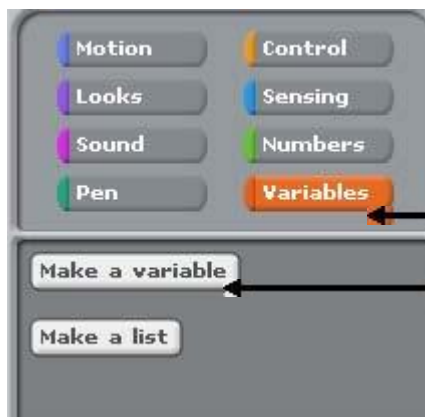 Motion Control
Looks Sensing
Sound Numbers
Pen Variables
Make a variable
Make a list